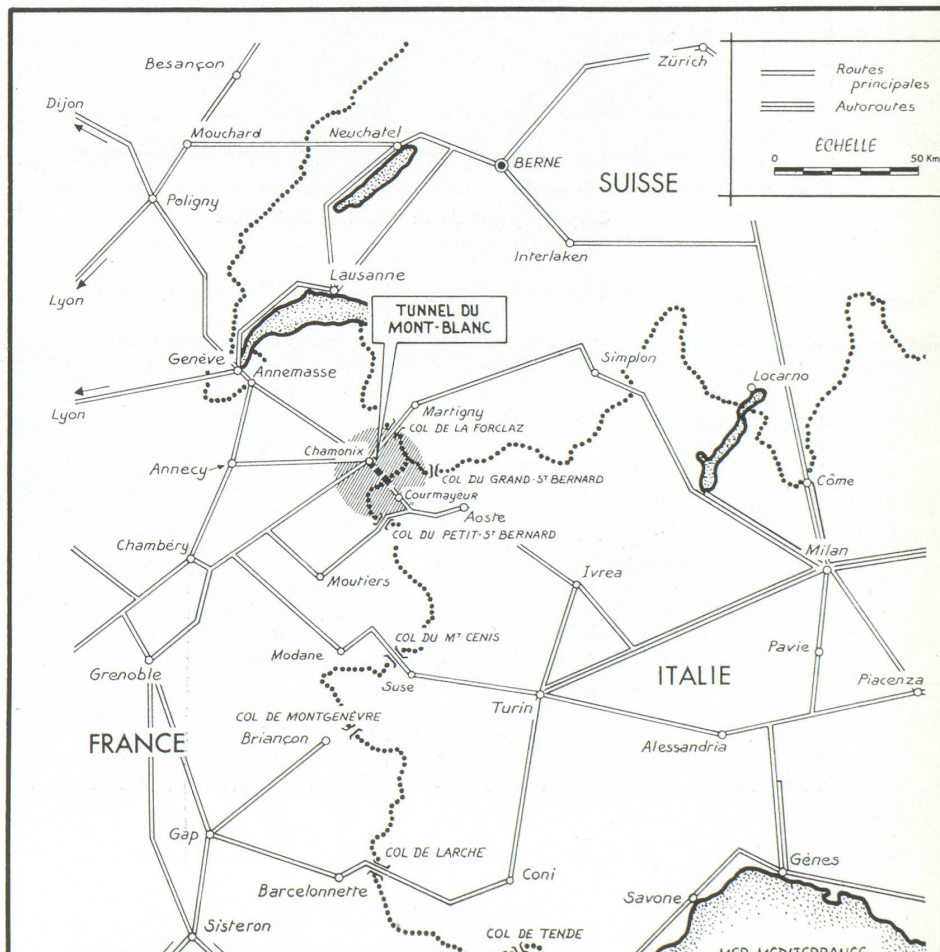 Zürich
Besançon
Routes
principales
Autoroutes
Dijon
Mouchard
Neuchatel
ÉCHELLE
0
50 Km
BERNE
SUISSE
Poligny
Interlaken
Lyon
Lausanne
TUNNEL DU
MONT-BLANC
Genève
Annemasse
Simplon
Locarno
Lyon
Martigny
COL DE LA FORCLAZ
Chamonix
Annecy
COL DU GRAND-St BERNARD
Côme
Courmayeur
Aoste
COL DU PETIT-St BERNARD
Chambéry
Milan
Moutiers
Ivrea
COL DU MT CENIS
Modane
Pavie
Grenoble
Suse
ITALIE
Piacenza
Turin
COL DE MONTGENÈVRE
Briançon
FRANCE
Alessandria
Gap
COL DE LARCHE
Gênes
Barcelonnette
Coni
Savone
Sisteron
COL DE TENDE
MER MÉDITERRANÉE